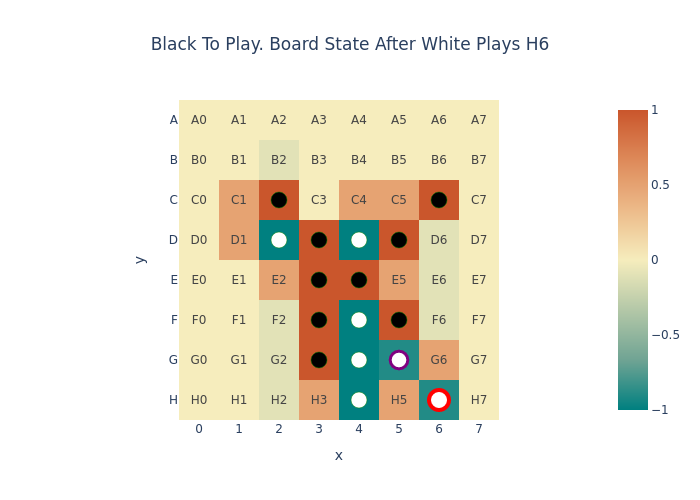 Black To Play. Board State After White Plays H6
A A0 A1 A2 A3 A4 A5 A6 A7
B B0 B1 B2 B3 B4 B5 B6 B7
C C0 C1 C3 C4 C5 C7
D D0 D1 D6 D7
E E0 E1 E2 E5 E6 E7
F F0 F1 F2 F6 F7
G G0 G1 G2 G6 G7
H H0 H1 H2 H3 H5 H7
0 1 2 3 4 5 6 7
x
y
1
0.5
0
−0.5
−1